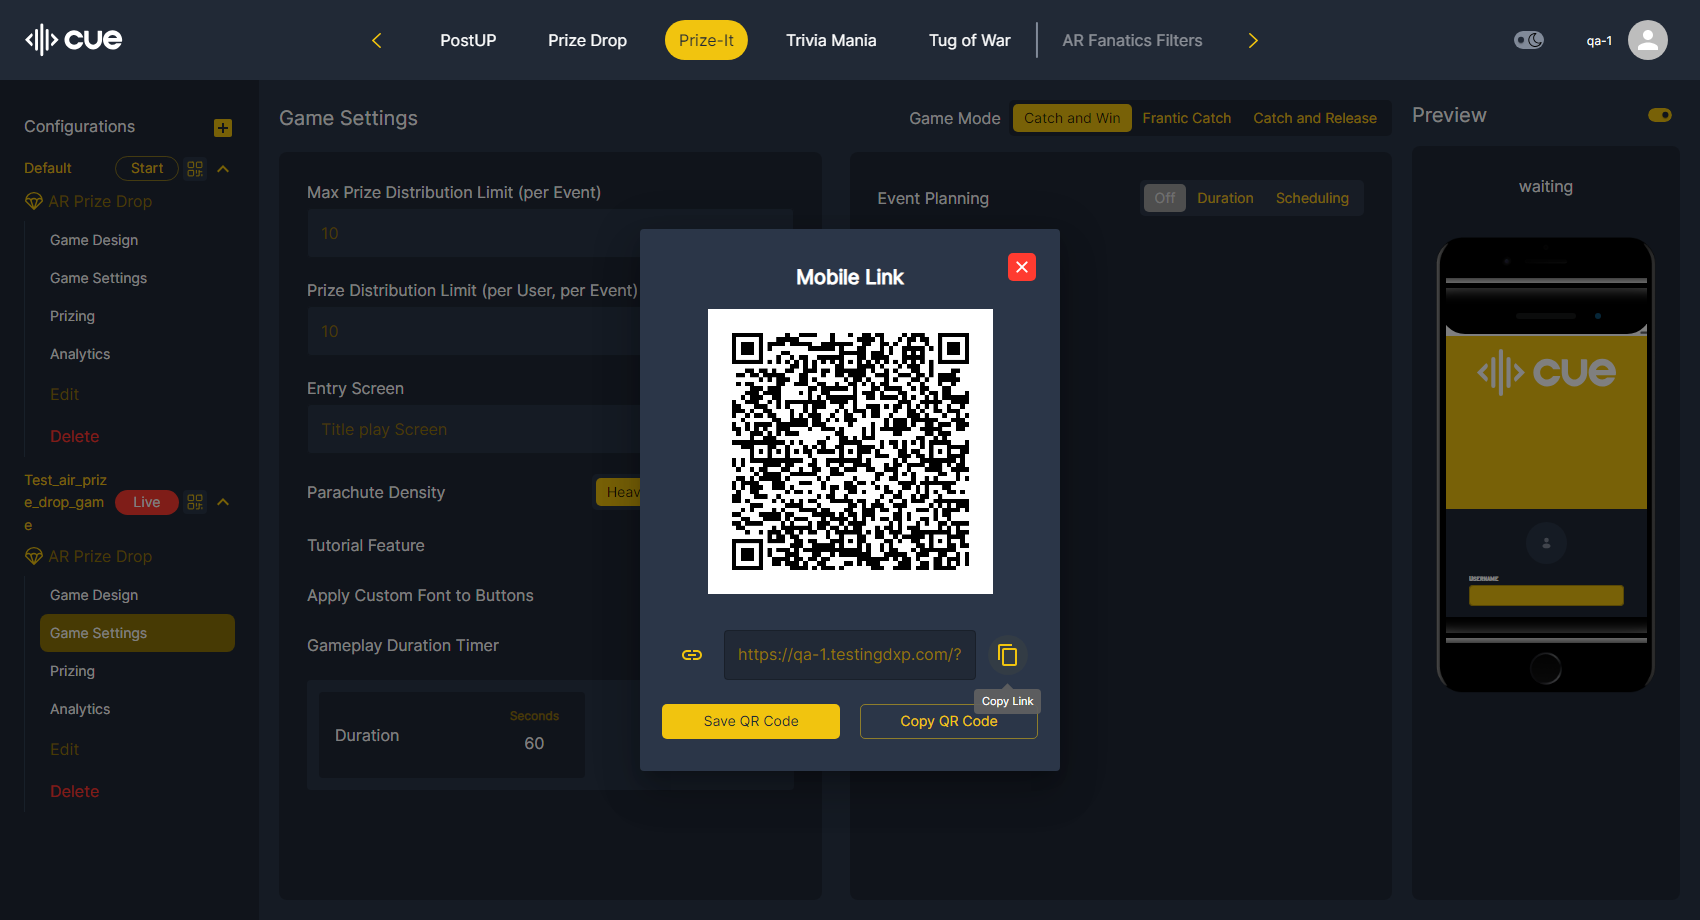 cue
PostUP
Prize Drop
Prize-It
Trivia Mania
Tug of War
AR Fanatics Filters
qa-1
Configurations
Default
Start
AR Prize Drop
Game Design
Game Settings
Prizing
Analytics
Edit
Delete
Test_air_priz
e_drop_gam
e
Live
AR Prize Drop
Game Design
Game Settings
Prizing
Analytics
Edit
Delete
Game Settings
Game Mode
Catch and Win
Frantic Catch
Catch and Release
Max Prize Distribution Limit (per Event)
10
Prize Distribution Limit (per User, per Event)
10
Entry Screen
Title play Screen
Parachute Density
Heav
Tutorial Feature
Apply Custom Font to Buttons
Gameplay Duration Timer
Duration
Seconds
60
Event Planning
Off
Duration
Scheduling
Mobile Link
https://qa-1.testingdxp.com/?
Copy Link
Save QR Code
Copy QR Code
Preview
waiting
cue
USERNAME